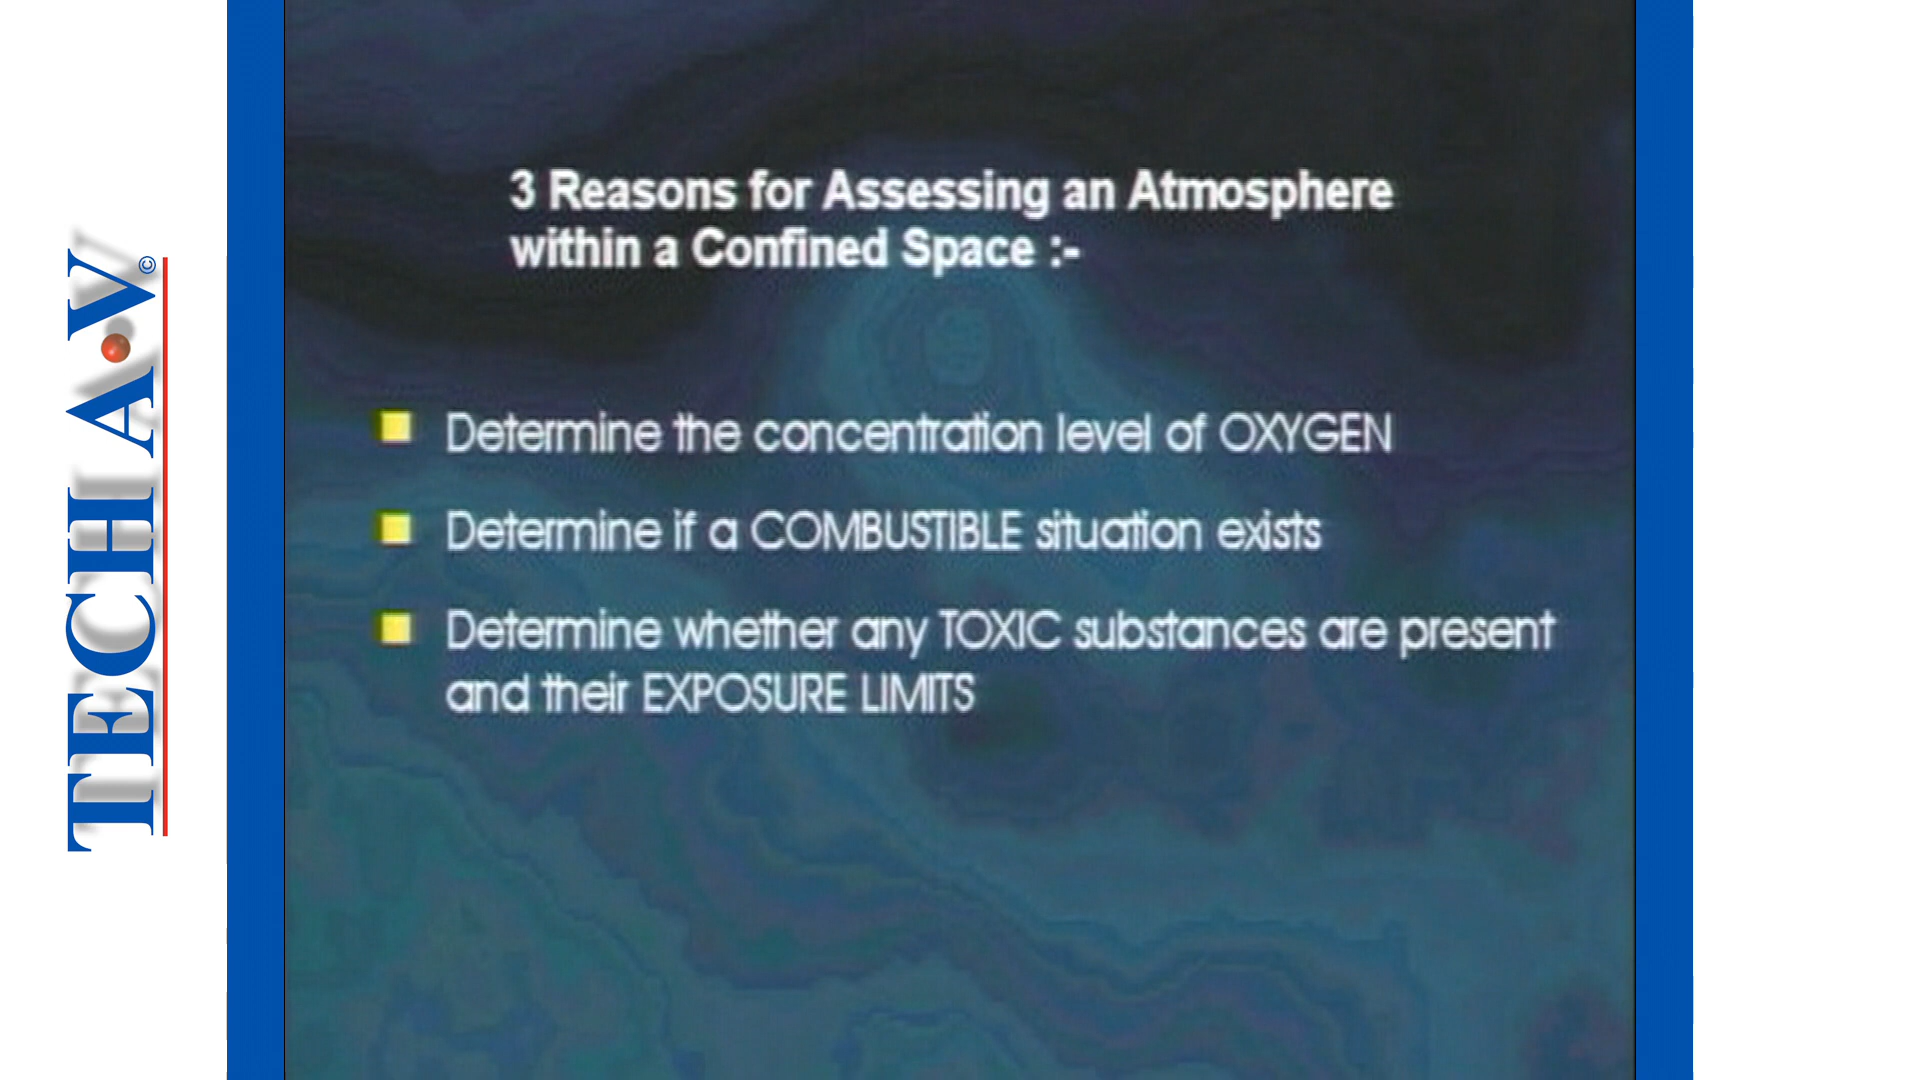 TECH A.V ©
3 Reasons for Assessing an Atmosphere
within a Confined Space :-
Determine the concentration level of OXYGEN
Determine if a COMBUSTIBLE situation exists
Determine whether any TOXIC substances are present
and their EXPOSURE LIMITS